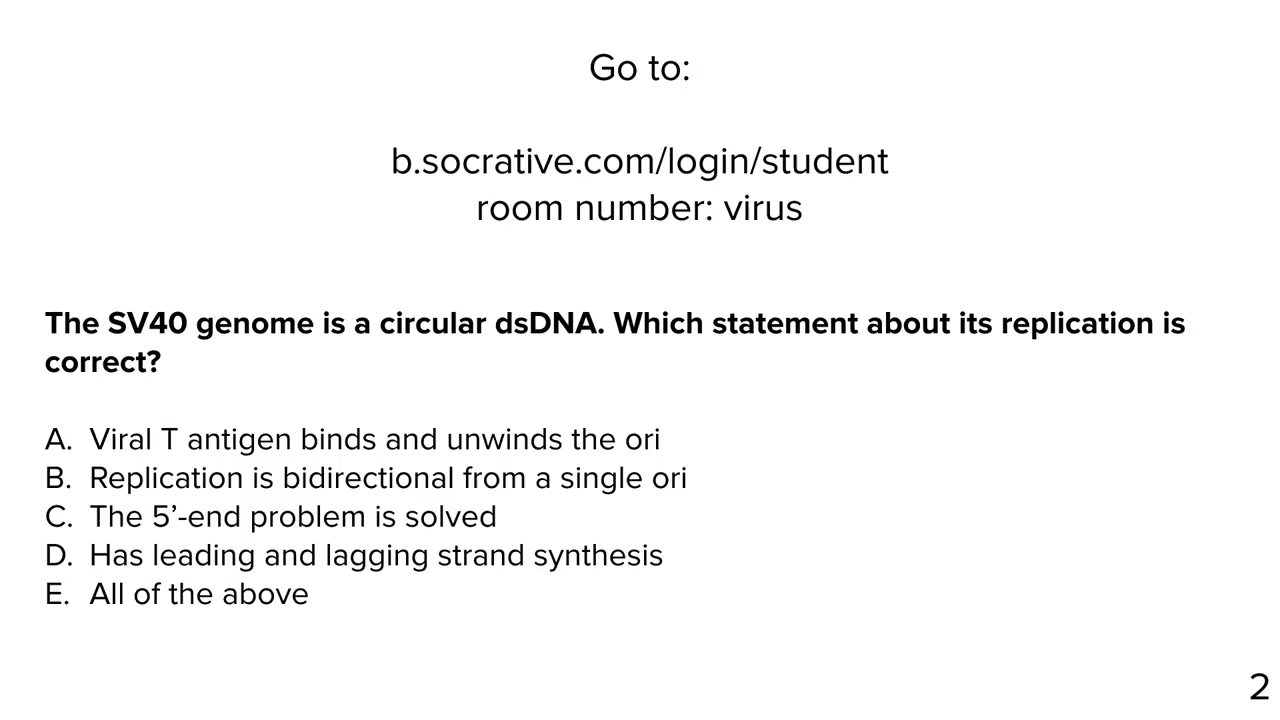 Go to:
b.socrative.com/login/student
room number: virus
The SV40 genome is a circular dsDNA. Which statement about its replication is
correct?
A. Viral T antigen binds and unwinds the ori
B. Replication is bidirectional from a single ori
C. The 5’-end problem is solved
D. Has leading and lagging strand synthesis
E. All of the above
2